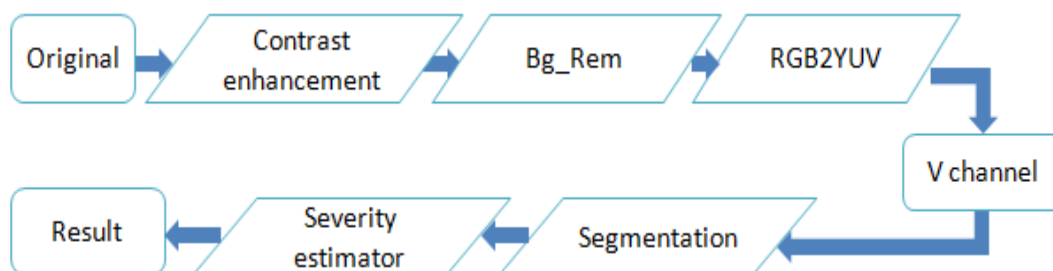 Original
Contrast
enhancement
Bg_Rem
RGB2YUV
V channel
Segmentation
Severity
estimator
Result